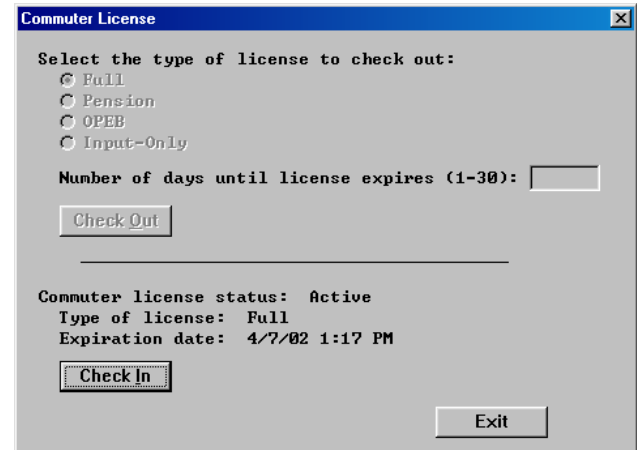 Commuter License
Select the type of license to check out:
Full
Pension
OPEB
Input-Only
Number of days until license expires (1-30):
Check Out
Commuter license status: Active
Type of license: Full
Expiration date: 4/7/02 1:17 PM
Check In
Exit